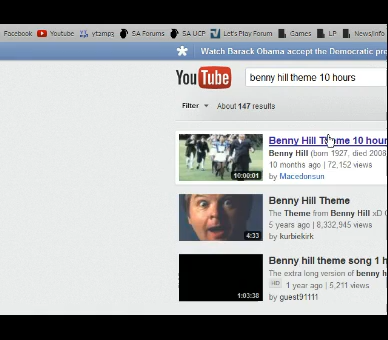 Facebook Youtube ytapmp3 SA Forums SA UCP Let's Play Forum Games LP News/Info
Watch Barack Obama accept the Democratic pre
YouTube benny hill theme 10 hours
Filter About 147 results
Benny Hill Theme 10 hour
Benny Hill (born 1927, died 2008
10 months ago | 72,152 views
by Macedonsun
10:00:01
Benny Hill Theme
The Theme from Benny Hill xD C
5 years ago | 8,332,945 views
by kurbiekirk
4:33
Benny hill theme song 1 h
The extra long version of benny h
HD 1 year ago | 5,211 views
by guest91111
1:03:38